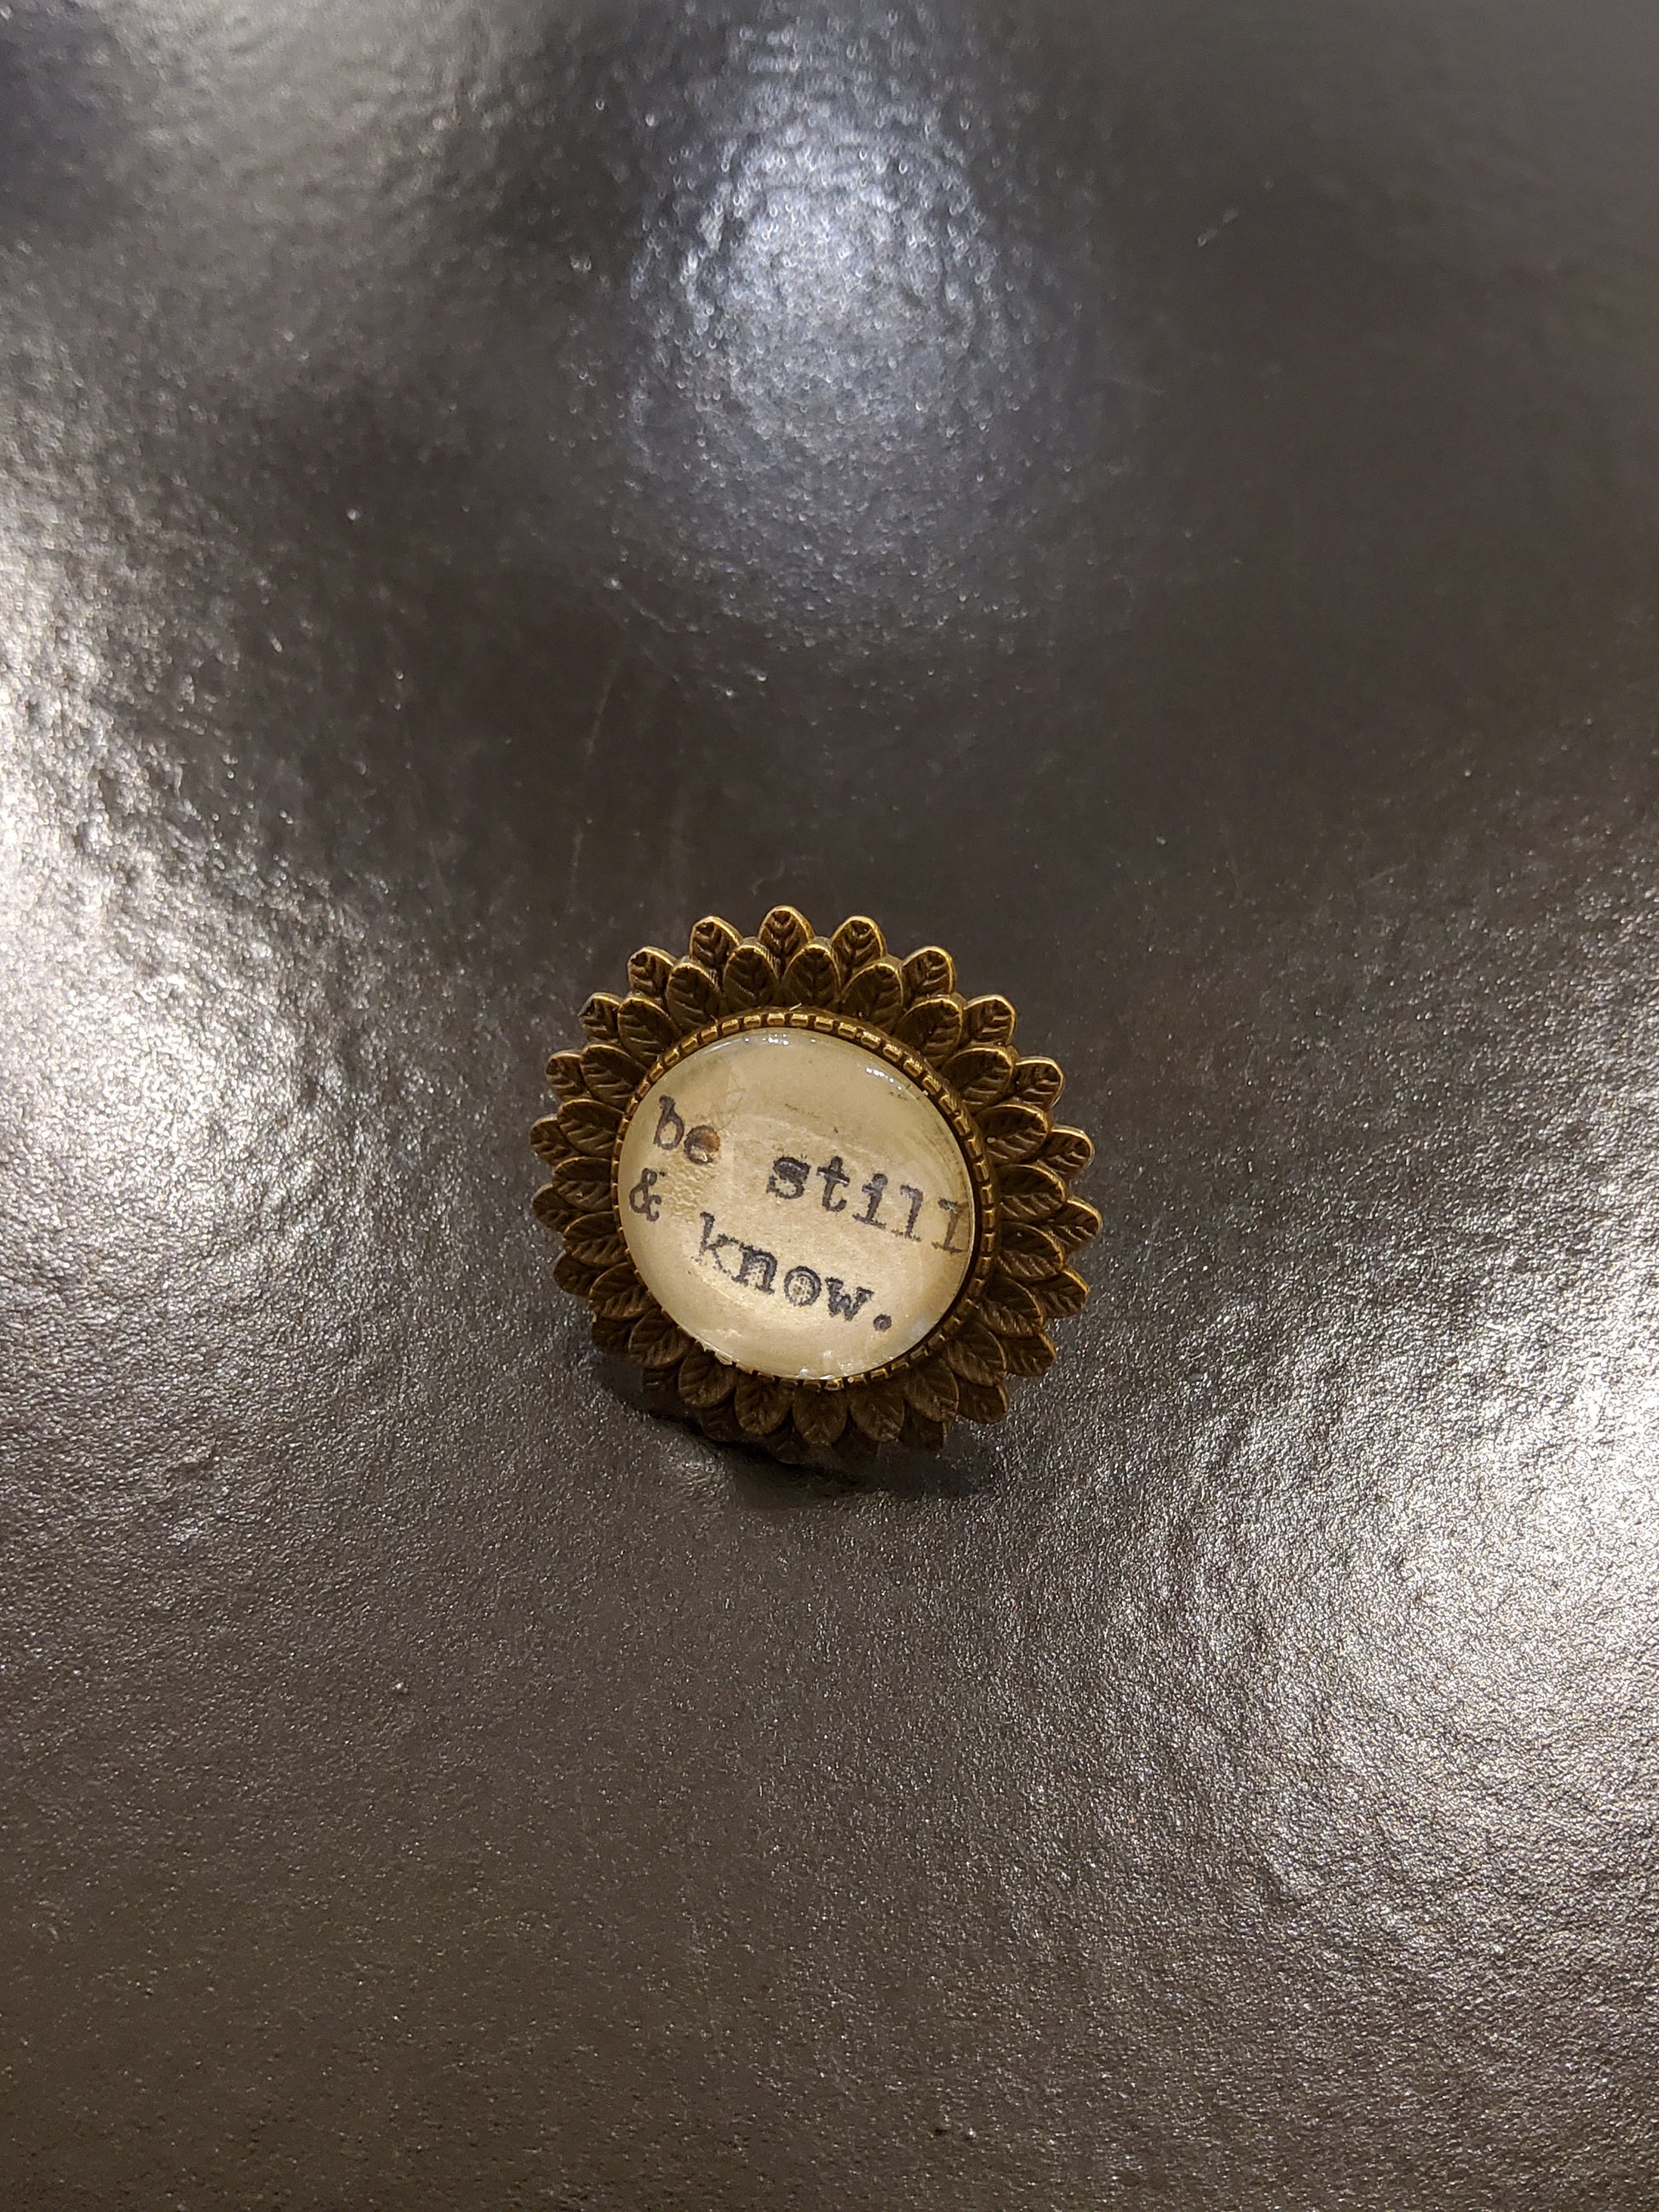 be still
& know.